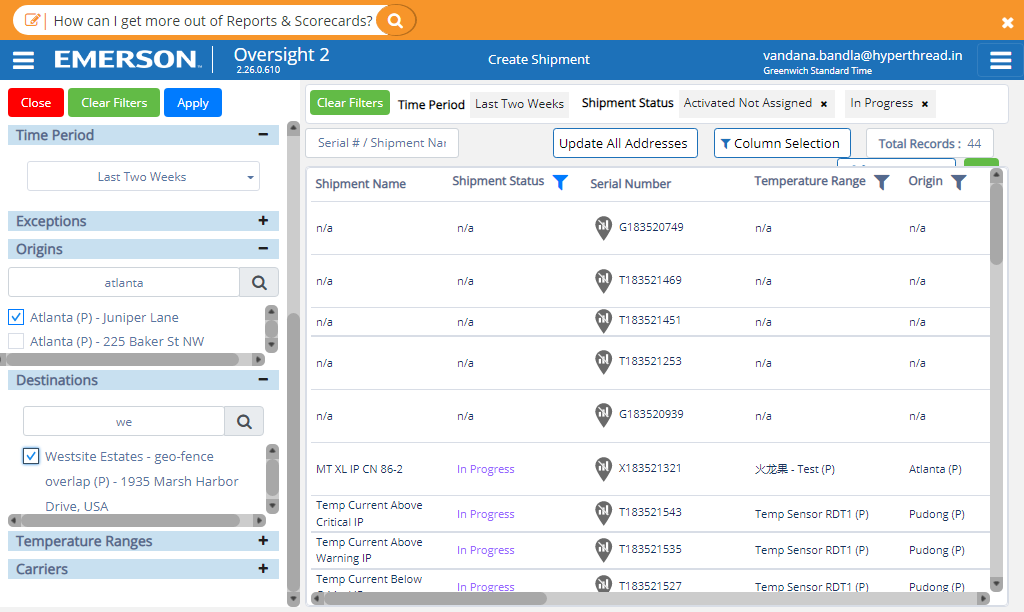 How can I get more out of Reports & Scorecards?
EMERSON
Oversight 2
2.26.0.610
Create Shipment
vandana.bandla@hyperthread.in
Greenwich Standard Time
Close
Clear Filters
Apply
Time Period
Last Two Weeks
Exceptions
Origins
atlanta
Atlanta (P) - Juniper Lane
Atlanta (P) - 225 Baker St NW
Destinations
we
Westsite Estates - geo-fence
overlap (P) - 1935 Marsh Harbor
Drive, USA
Temperature Ranges
Carriers
Clear Filters Time Period Last Two Weeks Shipment Status Activated Not Assigned × In Progress ×
Serial # / Shipment Nar Update All Addresses Column Selection Total Records : 44
Shipment Name Shipment Status Serial Number Temperature Range Origin
n/a n/a G183520749 n/a n/a
n/a n/a T183521469 n/a n/a
n/a n/a T183521451 n/a n/a
n/a n/a T183521253 n/a n/a
n/a n/a G183520939 n/a n/a
MT XL IP CN 86-2 In Progress X183521321 火龙果 - Test (P) Atlanta (P)
Temp Current Above
Critical IP In Progress T183521543 Temp Sensor RDT1 (P) Pudong (P)
Temp Current Above
Warning IP In Progress T183521535 Temp Sensor RDT1 (P) Pudong (P)
Temp Current Below
In Progress T183521527 Temp Sensor RDT1 (P) Pudong (P)